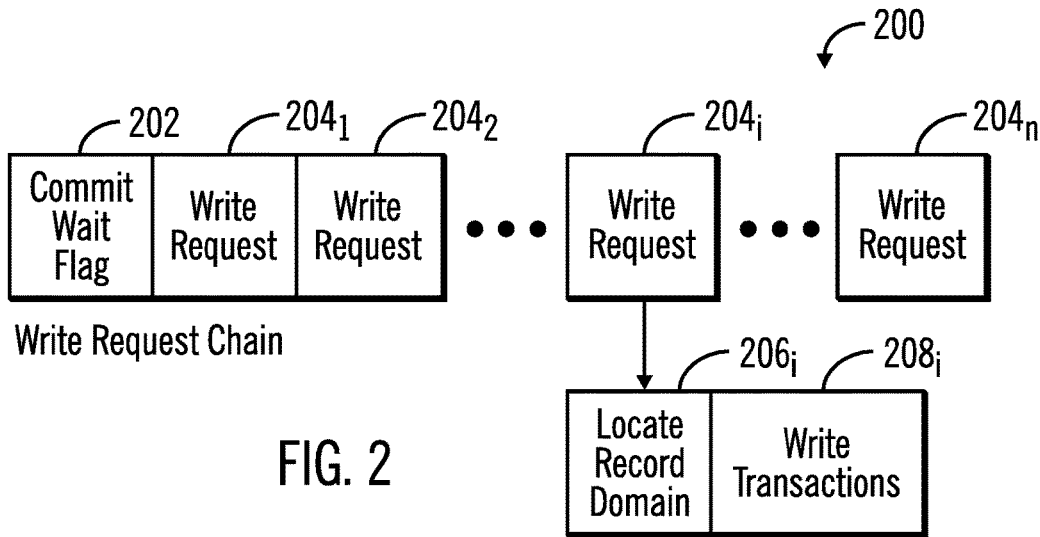 200
202
204₁
204₂
204ᵢ
204ₙ
Commit
Wait
Flag
Write
Request
Write
Request
Write
Request
Write
Request
Write Request Chain
206ᵢ
208ᵢ
Locate
Record
Domain
Write
Transactions
FIG. 2